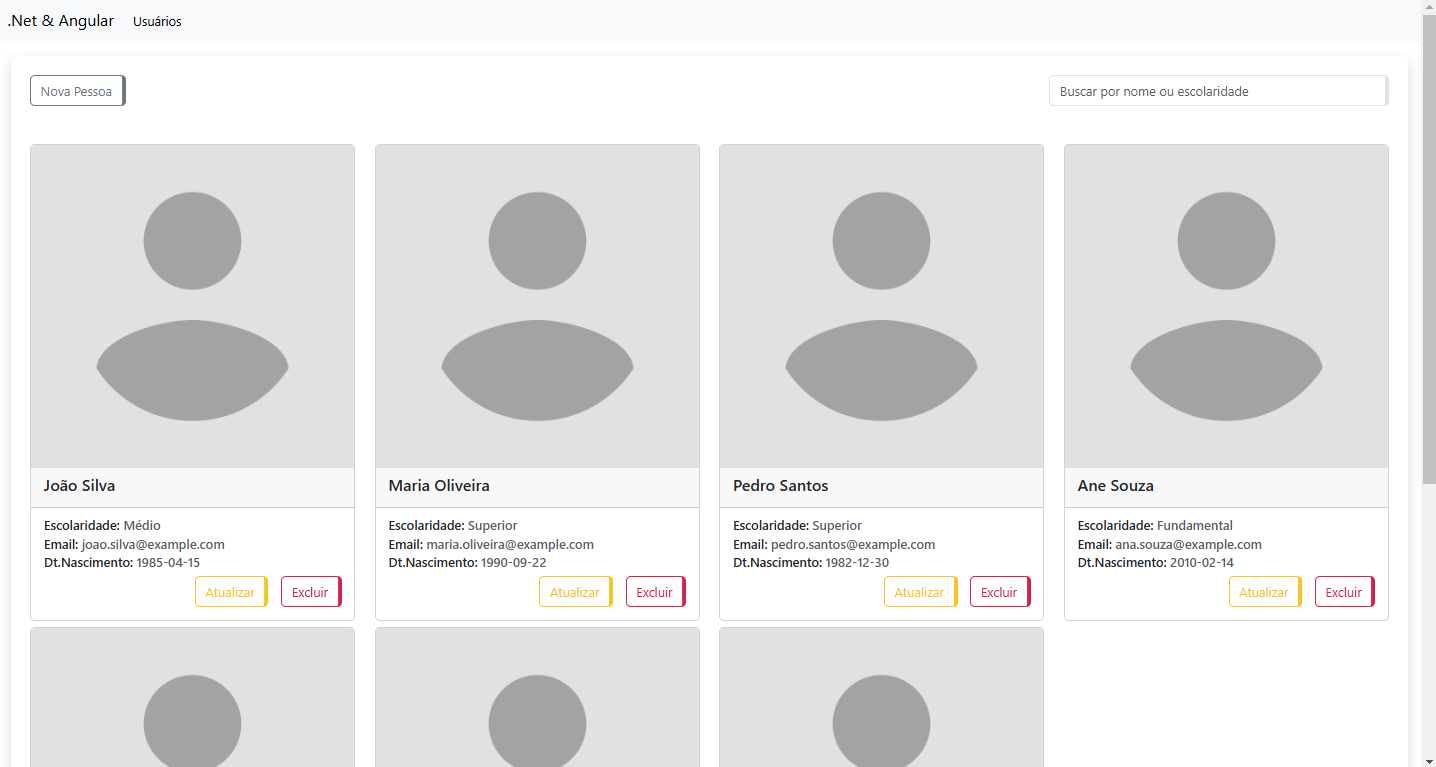 .Net & Angular Usuários
Nova Pessoa
Buscar por nome ou escolaridade
João Silva
Escolaridade: Médio
Email: joao.silva@example.com
Dt.Nascimento: 1985-04-15
Atualizar Excluir
Maria Oliveira
Escolaridade: Superior
Email: maria.oliveira@example.com
Dt.Nascimento: 1990-09-22
Atualizar Excluir
Pedro Santos
Escolaridade: Superior
Email: pedro.santos@example.com
Dt.Nascimento: 1982-12-30
Atualizar Excluir
Ane Souza
Escolaridade: Fundamental
Email: ana.souza@example.com
Dt.Nascimento: 2010-02-14
Atualizar Excluir